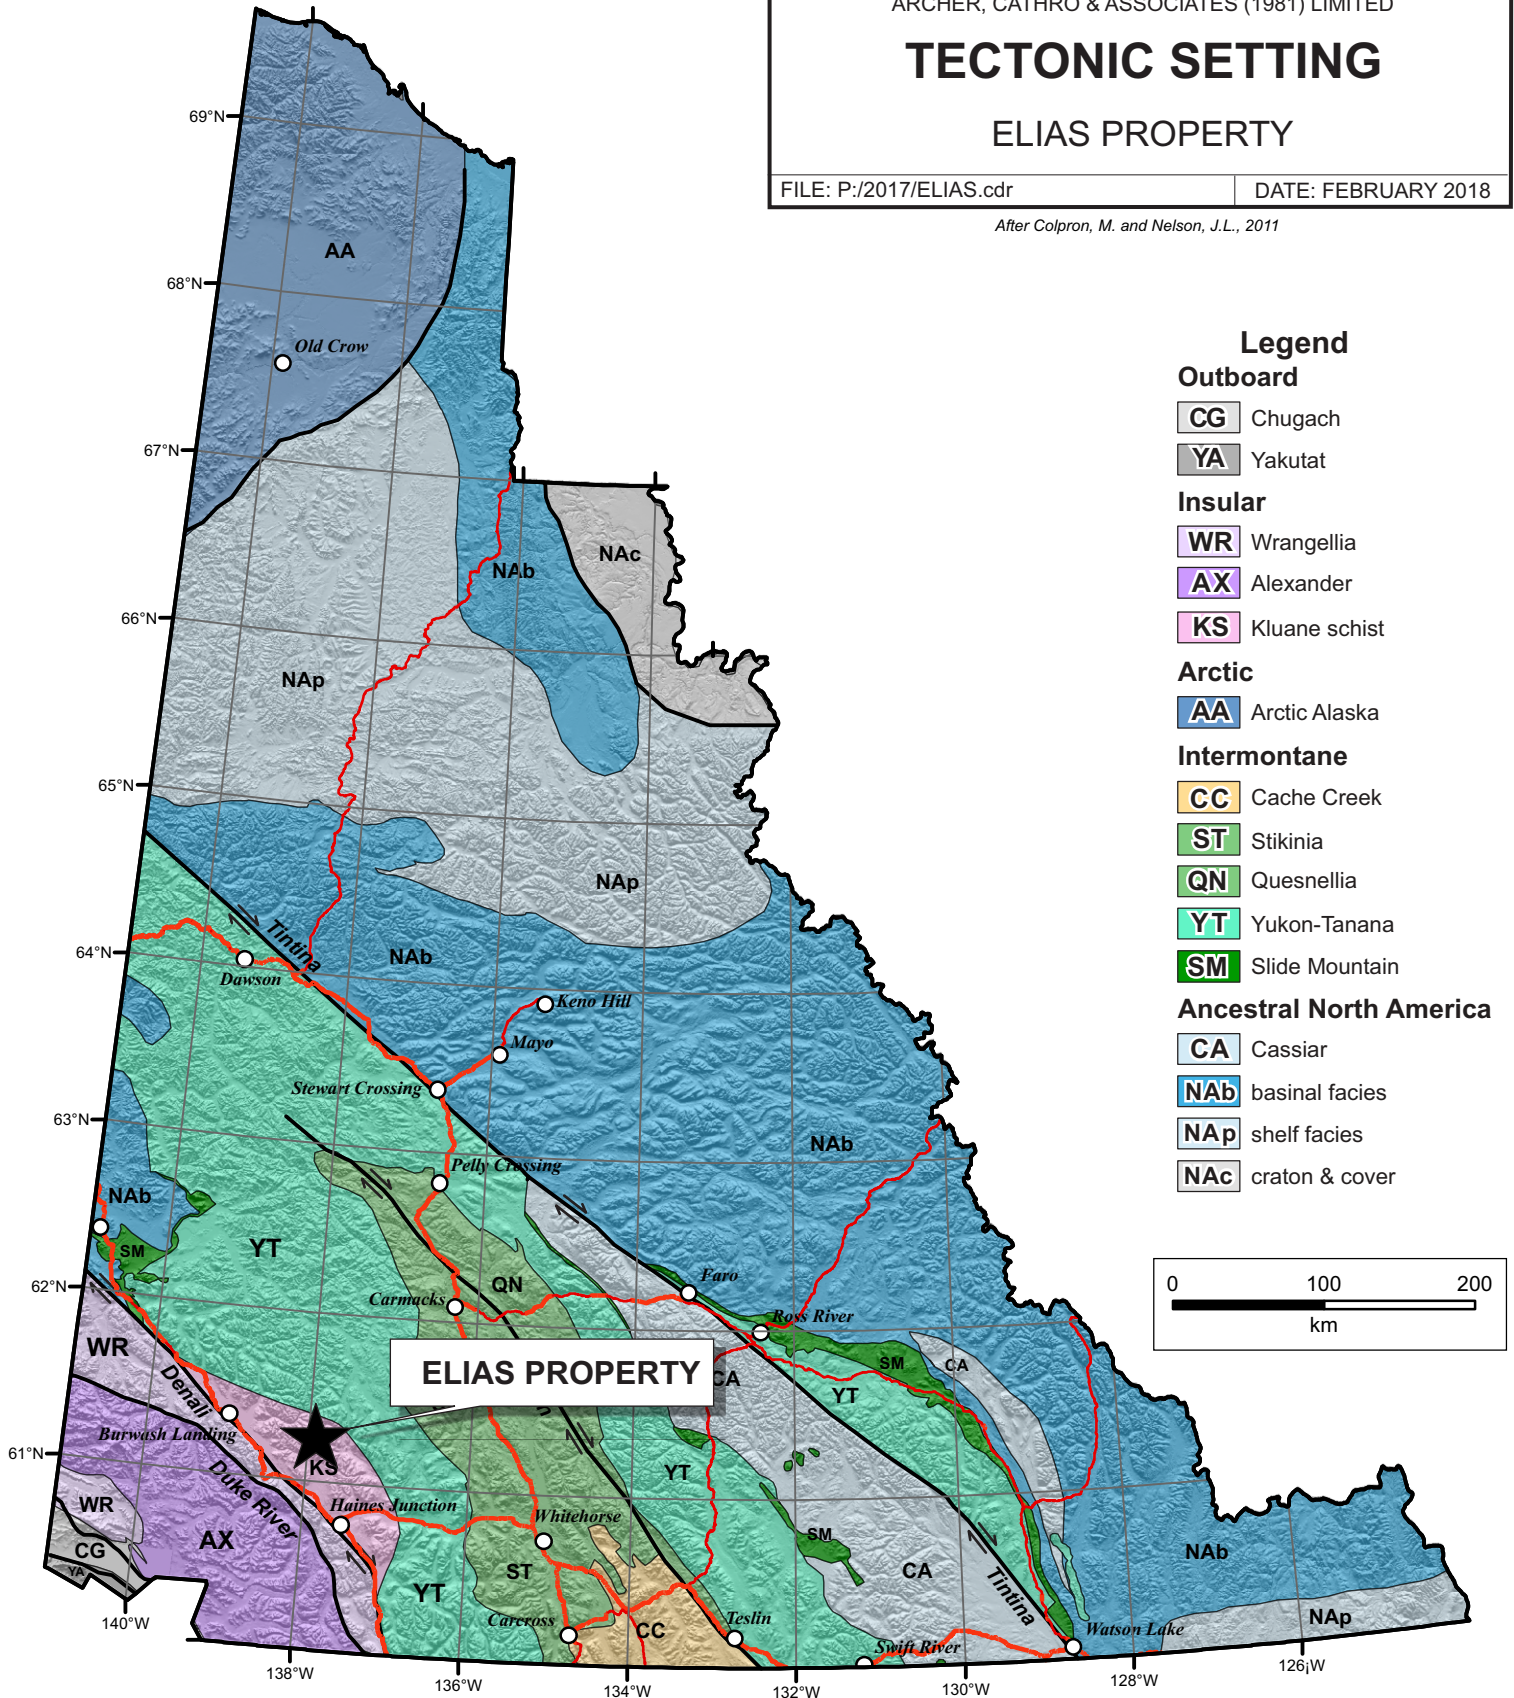 ARCHER, CATHRO & ASSOCIATES (1981) LIMITED
TECTONIC SETTING
ELIAS PROPERTY
FILE: P:/2017/ELIAS.cdr
DATE: FEBRUARY 2018
After Colpron, M. and Nelson, J.L., 2011
Legend
Outboard
CG Chugach
YA Yakutat
Insular
WR Wrangellia
AX Alexander
KS Kluane schist
Arctic
AA Arctic Alaska
Intermontane
CC Cache Creek
ST Stikinia
QN Quesnellia
YT Yukon-Tanana
SM Slide Mountain
Ancestral North America
CA Cassiar
NAb basinal facies
NAp shelf facies
NAc craton & cover
0 100 200
km
69°N
AA
68°N
Old Crow
67°N
NAc
NAb
66°N
NAp
65°N
NAp
Tintina
64°N
NAb
Dawson
Keno Hill
Mayo
Stewart Crossing
63°N
NAb
Pelly Crossing
NAb
YT
SM
62°N
Faro
QN
Carmacks
Ross River
WR
SM
CA
ELIAS PROPERTY
CA
Denali
YT
n
Burwash Landing
61°N
KS
YT
Duke River
WR
Haines Junction
Whitehorse
AX
SM
CG
YA
ST
CA
NAb
YT
Tintina
Carcross
Teslin
CC
Swift River
Watson Lake
NAp
140°W
138°W
136°W
134°W
132°W
130°W
128°W
126¡W